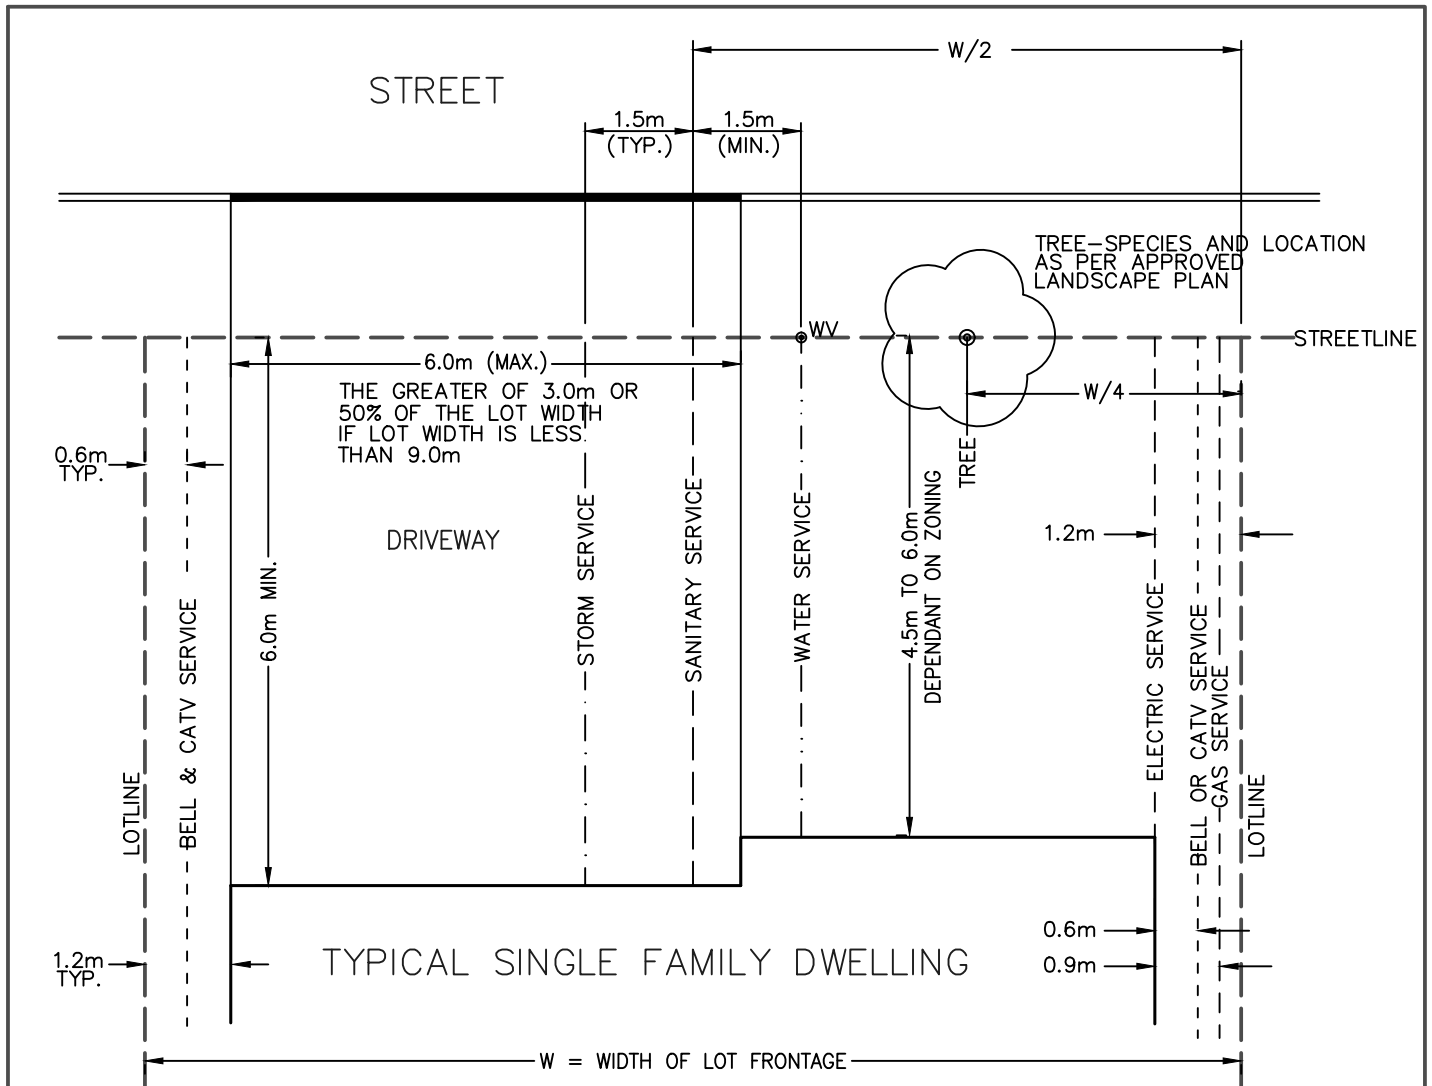 W/2
STREET
1.5m
(TYP.)
1.5m
(MIN.)
TREE-SPECIES AND LOCATION
AS PER APPROVED
LANDSCAPE PLAN
WV
STREETLINE
6.0m (MAX.)
THE GREATER OF 3.0m OR
50% OF THE LOT WIDTH
IF LOT WIDTH IS LESS
THAN 9.0m
W/4
0.6m
TYP.
TREE
DRIVEWAY
1.2m
6.0m MIN.
STORM SERVICE
SANITARY SERVICE
WATER SERVICE
4.5m TO 6.0m
DEPENDANT ON ZONING
ELECTRIC SERVICE
BELL OR CATV SERVICE
GAS SERVICE
LOTLINE
BELL & CATV SERVICE
LOTLINE
0.6m
0.9m
1.2m
TYP.
TYPICAL SINGLE FAMILY DWELLING
W = WIDTH OF LOT FRONTAGE